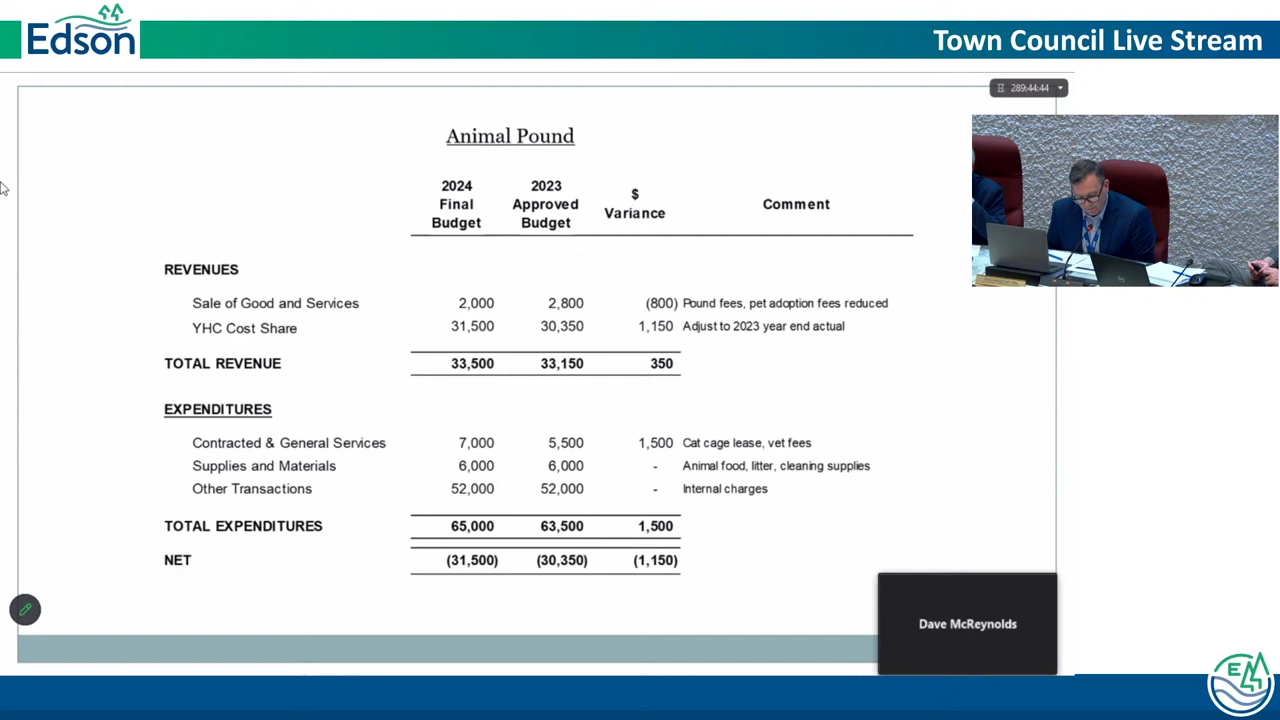 Edson
Town Council Live Stream
289:44:44
Animal Pound
2024 Final Budget
2023 Approved Budget
$ Variance
Comment
REVENUES
Sale of Good and Services 2,000 2,800 (800) Pound fees, pet adoption fees reduced
YHC Cost Share 31,500 30,350 1,150 Adjust to 2023 year end actual
TOTAL REVENUE 33,500 33,150 350
EXPENDITURES
Contracted & General Services 7,000 5,500 1,500 Cat cage lease, vet fees
Supplies and Materials 6,000 6,000 - Animal food, litter, cleaning supplies
Other Transactions 52,000 52,000 - Internal charges
TOTAL EXPENDITURES 65,000 63,500 1,500
NET (31,500) (30,350) (1,150)
Dave McReynolds